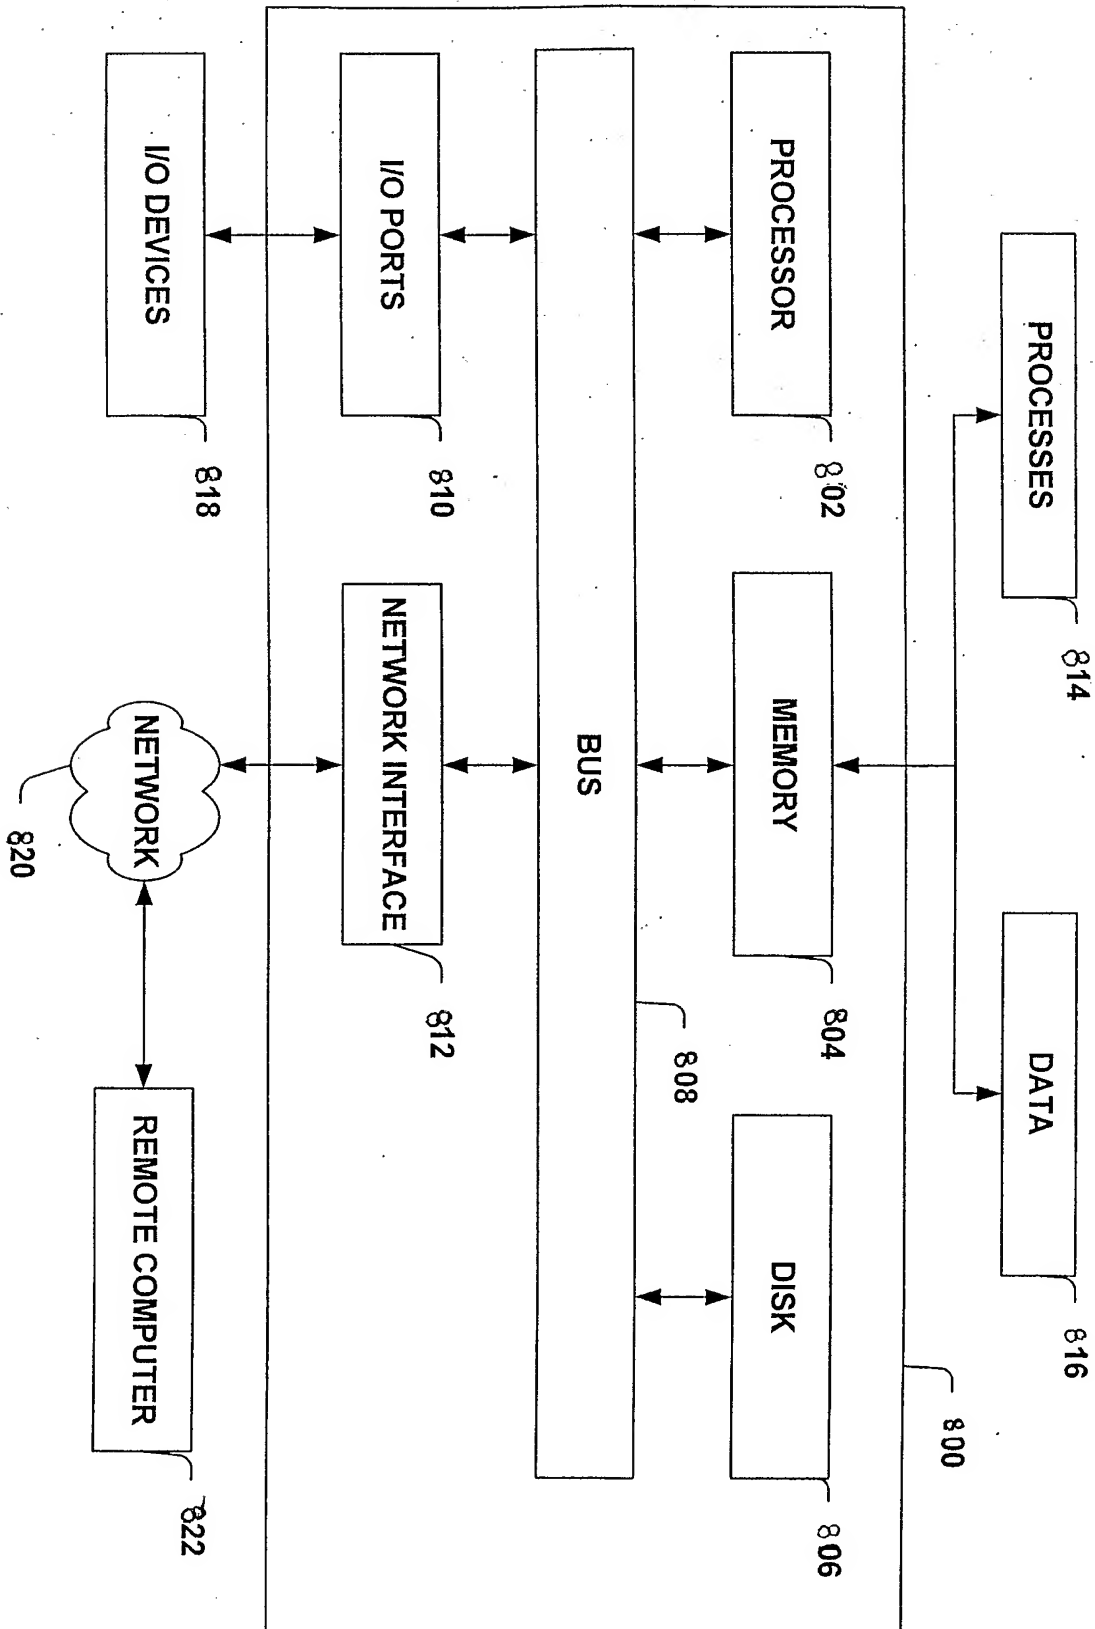 PROCESSES
814
DATA
816
800
PROCESSOR
802
MEMORY
804
DISK
806
BUS
808
I/O PORTS
810
NETWORK INTERFACE
812
I/O DEVICES
818
NETWORK
820
REMOTE COMPUTER
822